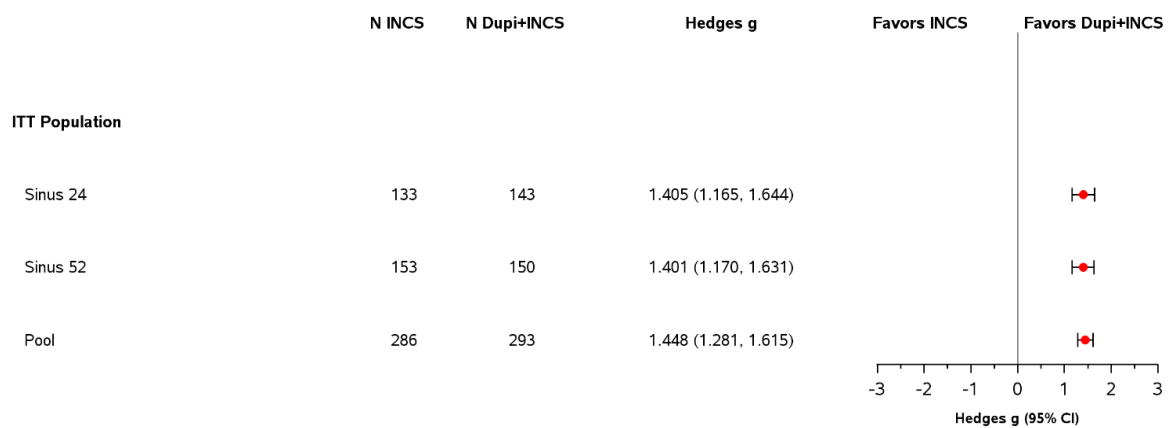 N INCS N Dupi+INCS Hedges g Favors INCS Favors Dupi+INCS
ITT Population
Sinus 24 133 143 1.405 (1.165, 1.644)
Sinus 52 153 150 1.401 (1.170, 1.631)
Pool 286 293 1.448 (1.281, 1.615)
-3 -2 -1 0 1 2 3
Hedges g (95% CI)